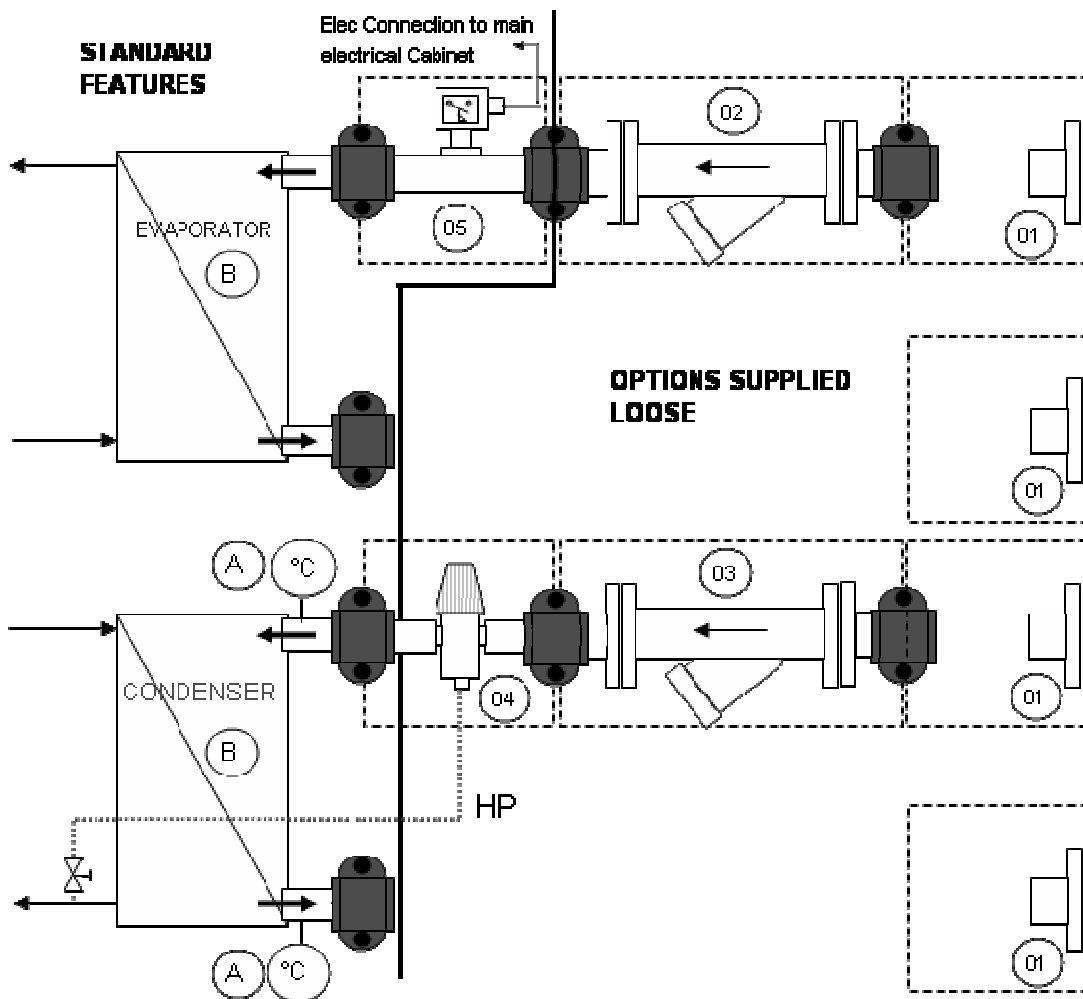 Elec Connection to main
electrical Cabinet
STANDARD
FEATURES
02
05
01
EVAPORATOR
B
OPTIONS SUPPLIED
LOOSE
01
A
°C
03
04
01
CONDENSER
B
HP
01
A
°C